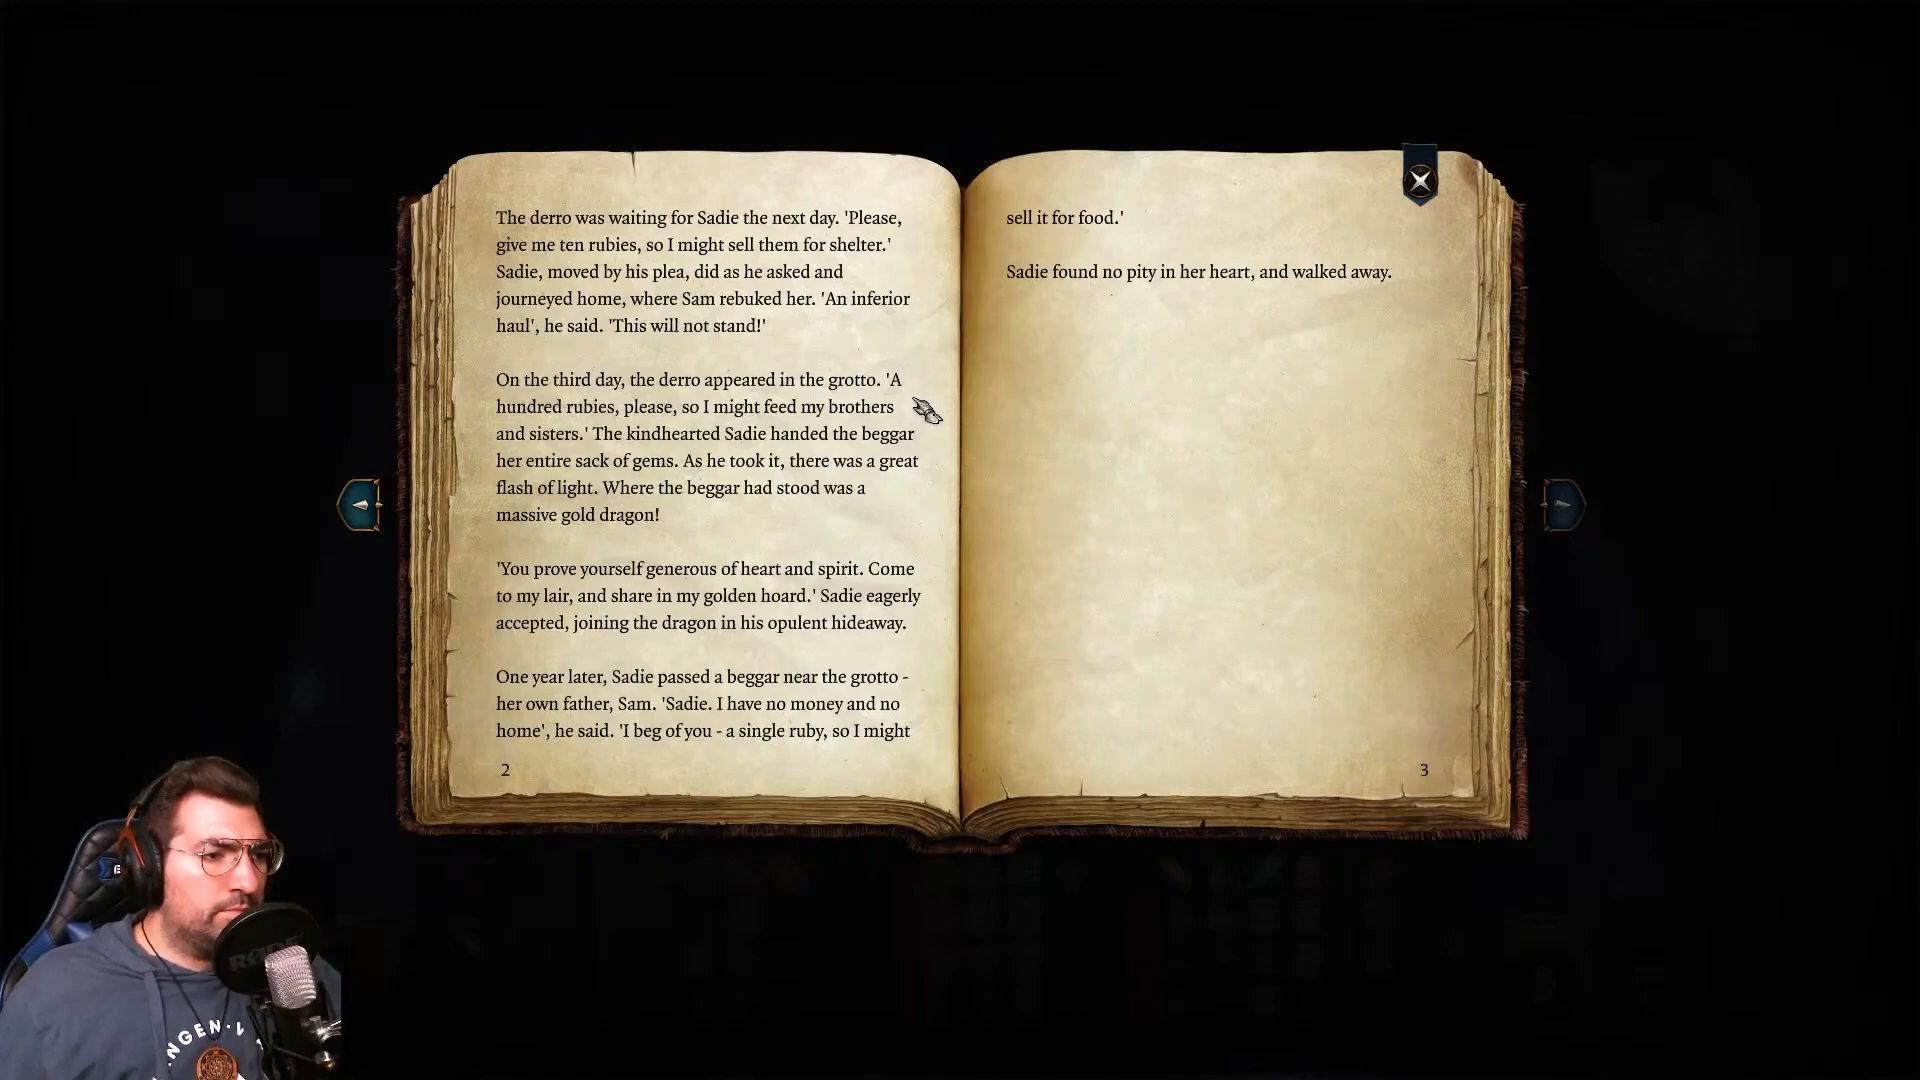 The derro was waiting for Sadie the next day. 'Please,
give me ten rubies, so I might sell them for shelter.'
Sadie, moved by his plea, did as he asked and
journeyed home, where Sam rebuked her. 'An inferior
haul', he said. 'This will not stand!'
On the third day, the derro appeared in the grotto. 'A
hundred rubies, please, so I might feed my brothers
and sisters.' The kindhearted Sadie handed the beggar
her entire sack of gems. As he took it, there was a great
flash of light. Where the beggar had stood was a
massive gold dragon!
'You prove yourself generous of heart and spirit. Come
to my lair, and share in my golden hoard.' Sadie eagerly
accepted, joining the dragon in his opulent hideaway.
One year later, Sadie passed a beggar near the grotto -
her own father, Sam. 'Sadie. I have no money and no
home', he said. 'I beg of you - a single ruby, so I might
2
sell it for food.'
Sadie found no pity in her heart, and walked away.
3
RODE